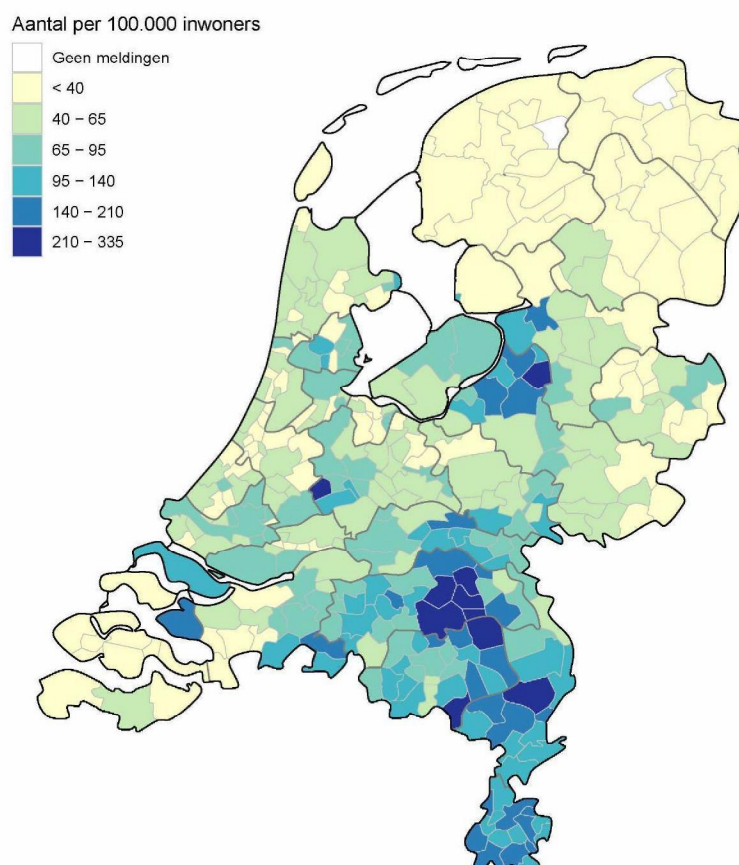 Aantal per 100.000 inwoners
Geen meldingen
< 40
40 – 65
65 – 95
95 – 140
140 – 210
210 – 335